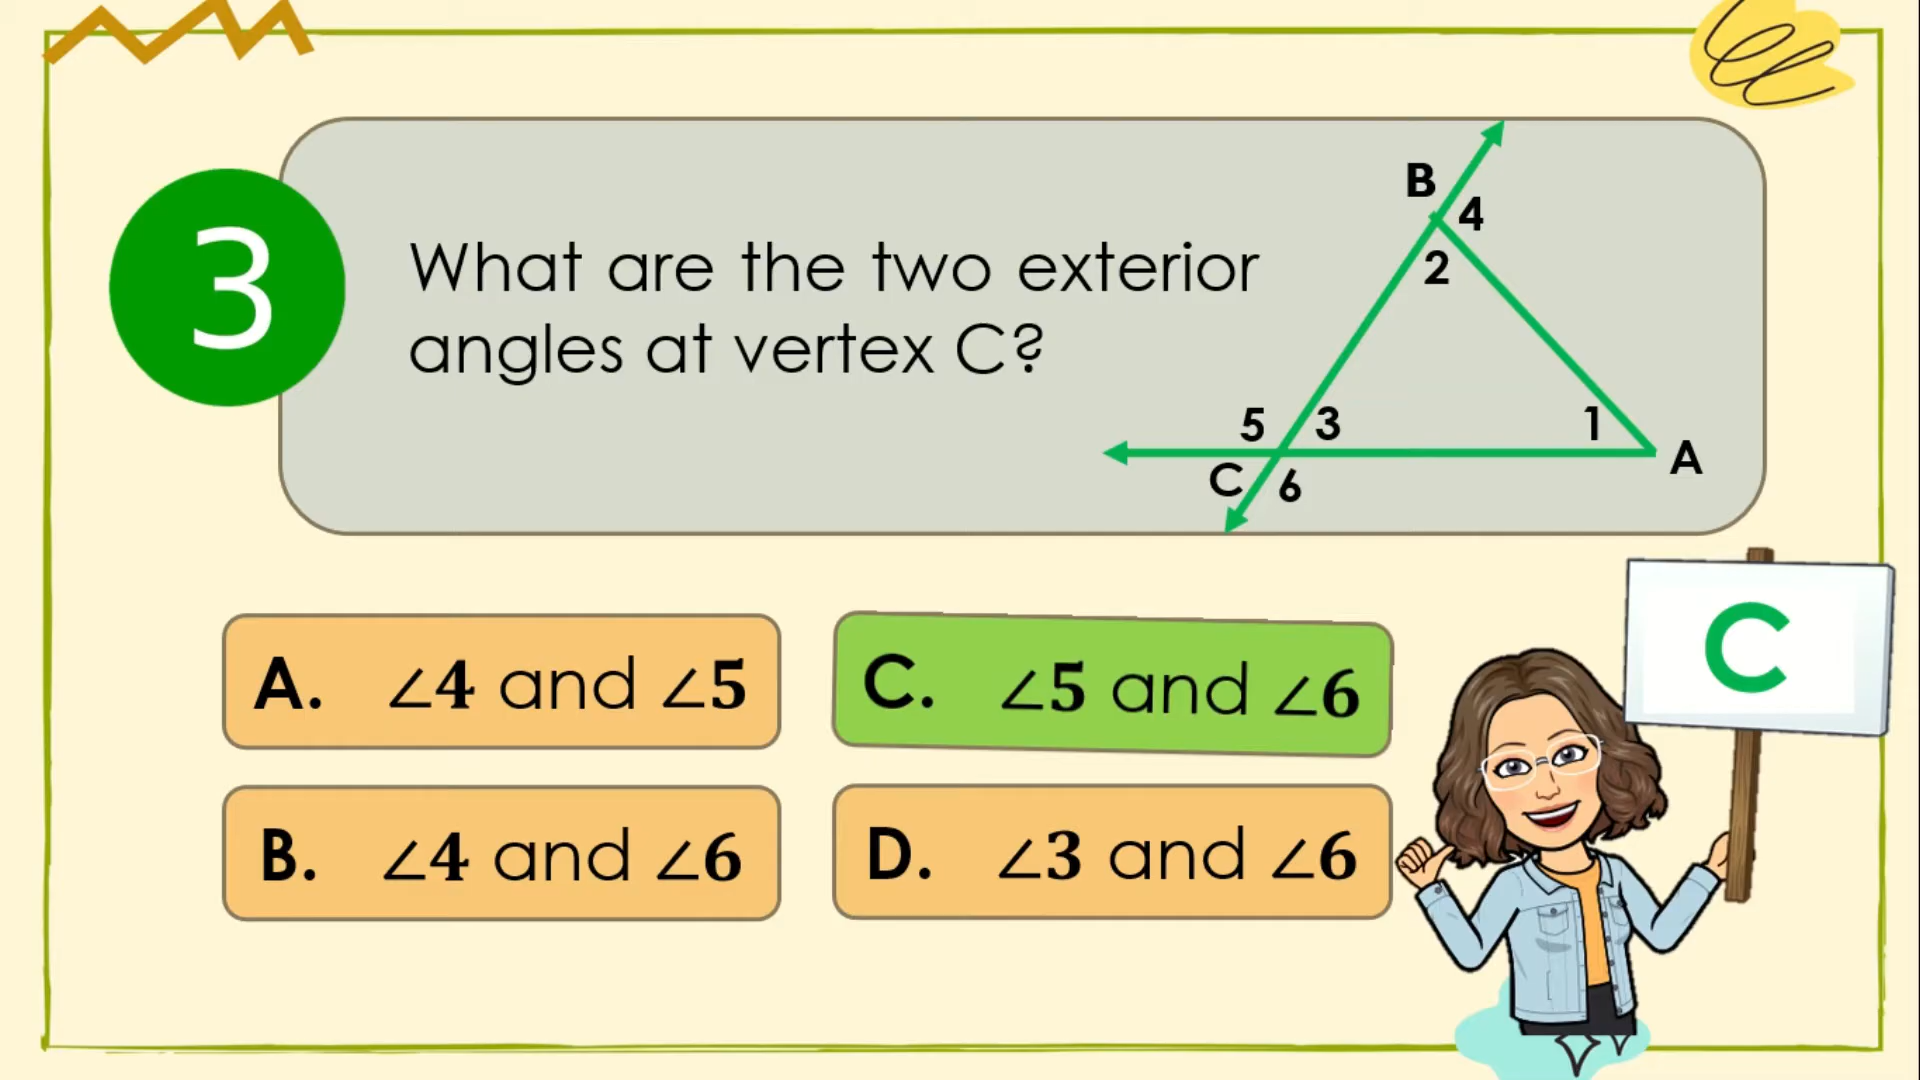 3
What are the two exterior
angles at vertex C?
B
4
2
5
3
1
A
C
6
A. ∠4 and ∠5
C. ∠5 and ∠6
B. ∠4 and ∠6
D. ∠3 and ∠6
C